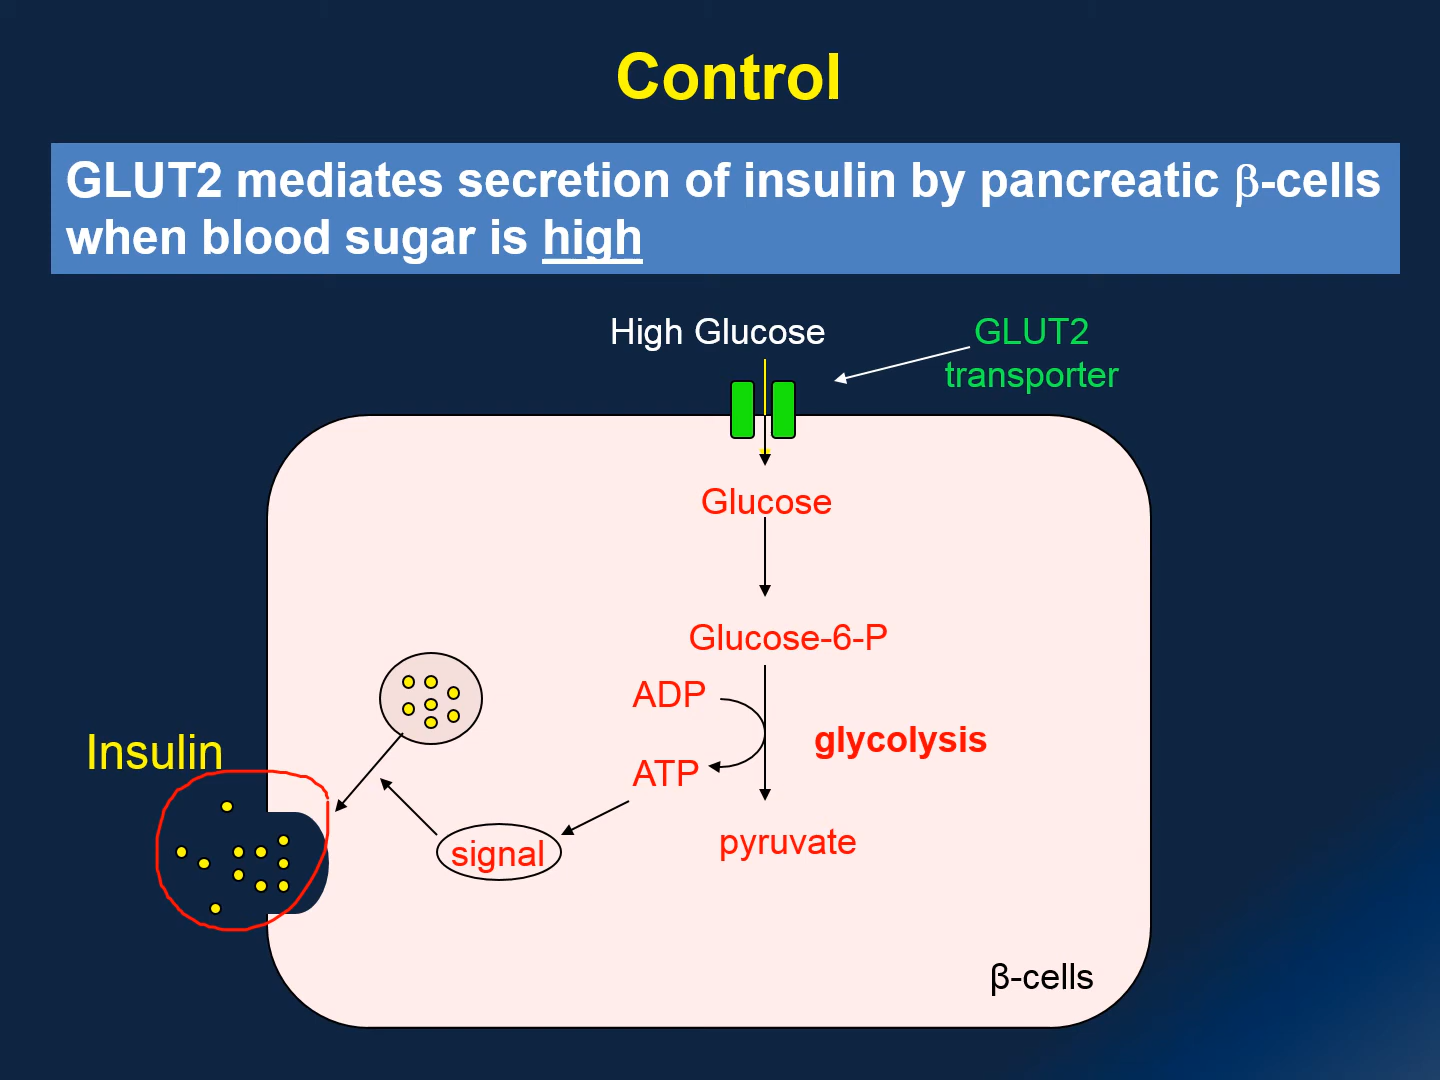 Control
GLUT2 mediates secretion of insulin by pancreatic β-cells
when blood sugar is high
High Glucose
GLUT2
transporter
Glucose
Glucose-6-P
ADP
glycolysis
Insulin
ATP
signal
pyruvate
β-cells